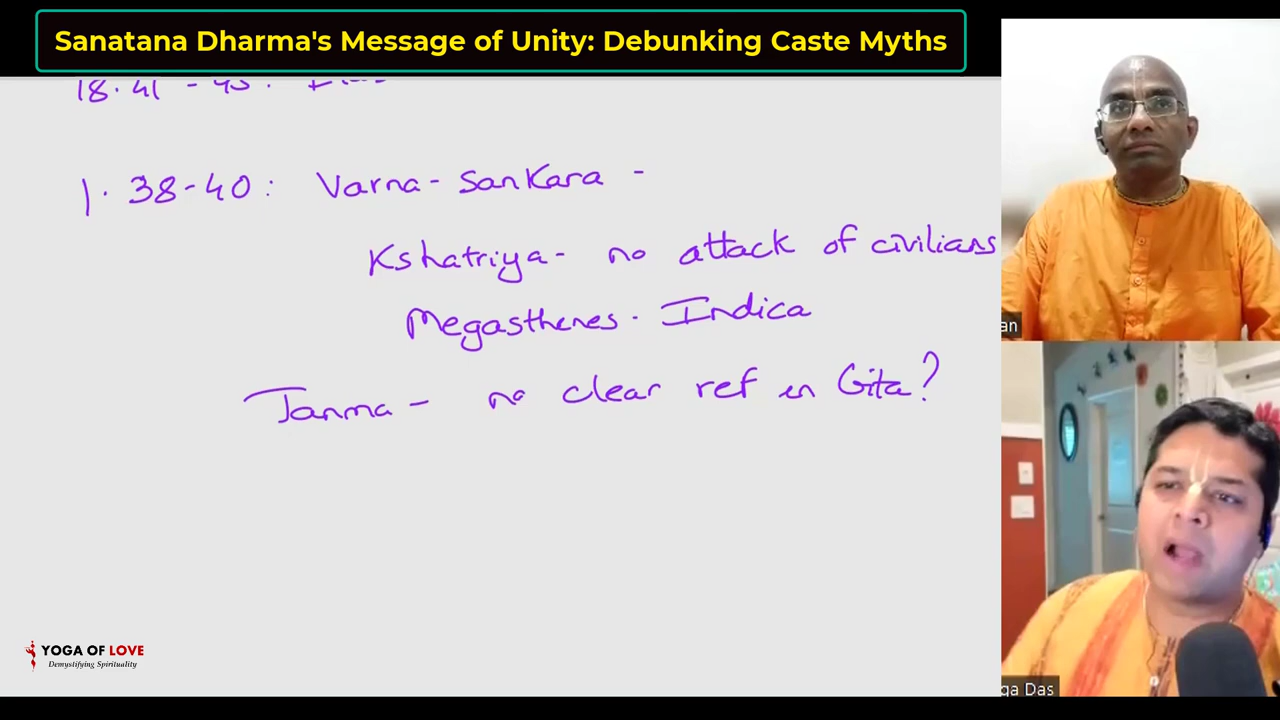 Sanatana Dharma's Message of Unity: Debunking Caste Myths
18.41 - 45 :
1. 38-40 : Varna - Sankara -
Kshatriya - no attack of civilians
Megasthenes - Indica
Janma - no clear ref in Gita?
an
YOGA OF LOVE
Demystifying Spirituality
ga Das